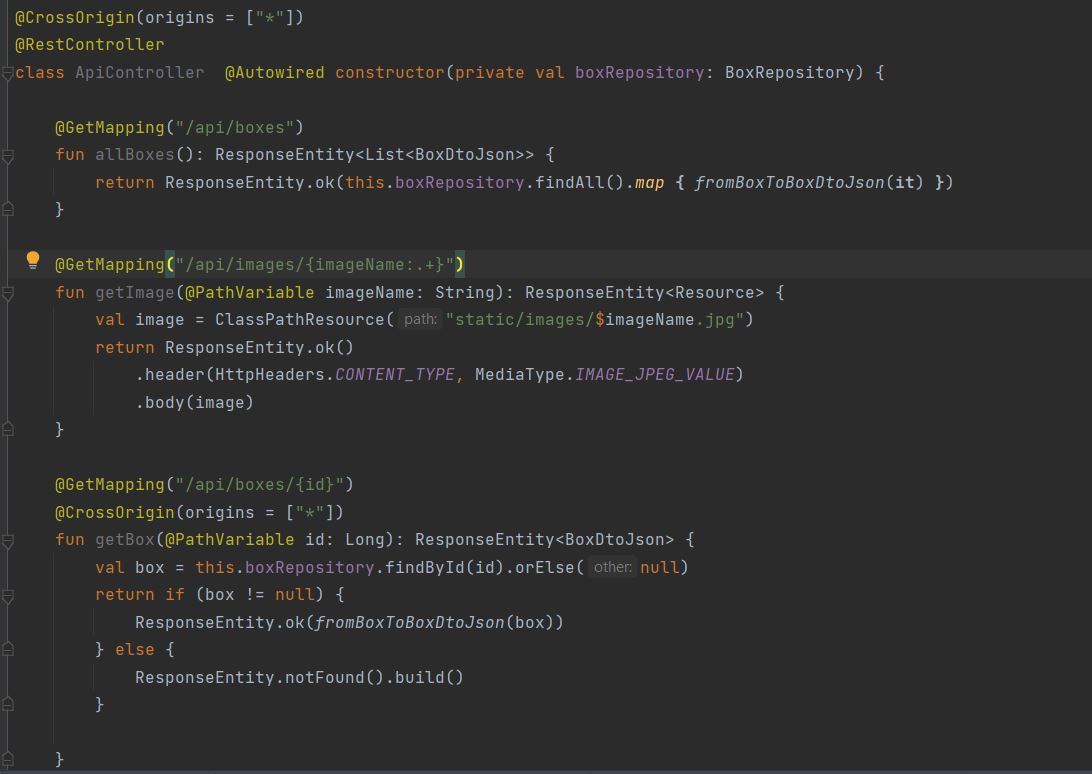 @CrossOrigin(origins = ["*"])
@RestController
class ApiController  @Autowired constructor(private val boxRepository: BoxRepository) {
    @GetMapping("/api/boxes")
    fun allBoxes(): ResponseEntity<List<BoxDtoJson>> {
        return ResponseEntity.ok(this.boxRepository.findAll().map { fromBoxToBoxDtoJson(it) })
    }
    @GetMapping("/api/images/{imageName:.+}")
    fun getImage(@PathVariable imageName: String): ResponseEntity<Resource> {
        val image = ClassPathResource( path: "static/images/$imageName.jpg")
        return ResponseEntity.ok()
            .header(HttpHeaders.CONTENT_TYPE, MediaType.IMAGE_JPEG_VALUE)
            .body(image)
    }
    @GetMapping("/api/boxes/{id}")
    @CrossOrigin(origins = ["*"])
    fun getBox(@PathVariable id: Long): ResponseEntity<BoxDtoJson> {
        val box = this.boxRepository.findById(id).orElse( other: null)
        return if (box != null) {
            ResponseEntity.ok(fromBoxToBoxDtoJson(box))
        } else {
            ResponseEntity.notFound().build()
        }
    }